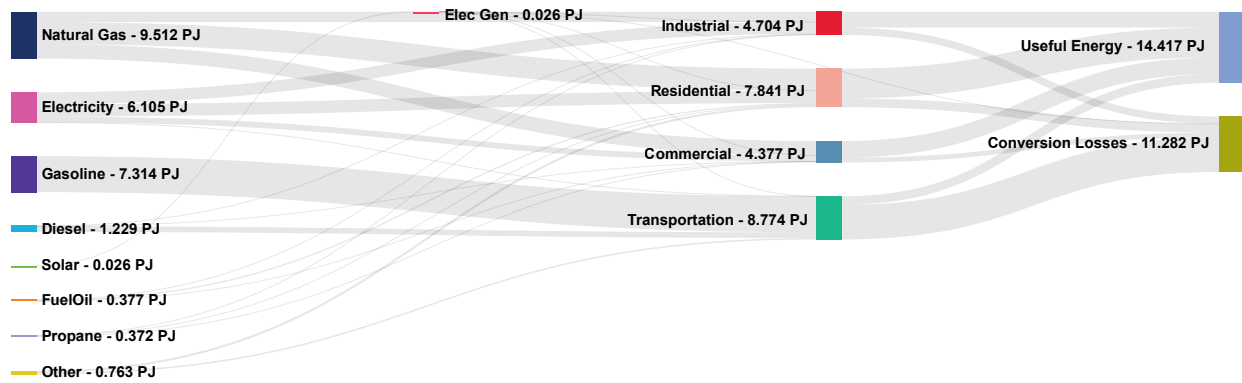 Natural Gas - 9.512 PJ
Electricity - 6.105 PJ
Gasoline - 7.314 PJ
Diesel - 1.229 PJ
Solar - 0.026 PJ
FuelOil - 0.377 PJ
Propane - 0.372 PJ
Other - 0.763 PJ
Elec Gen - 0.026 PJ
Industrial - 4.704 PJ
Residential - 7.841 PJ
Commercial - 4.377 PJ
Transportation - 8.774 PJ
Useful Energy - 14.417 PJ
Conversion Losses - 11.282 PJ